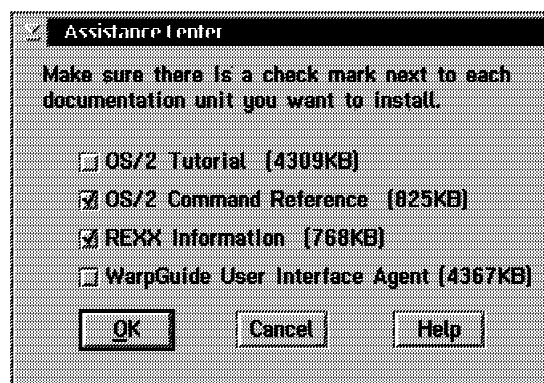 Assistance Center
Make sure there is a check mark next to each
documentation unit you want to install.
OS/2 Tutorial (4309KB)
OS/2 Command Reference (825KB)
REXX Information (768KB)
WarpGuide User Interface Agent (4367KB)
OK Cancel Help